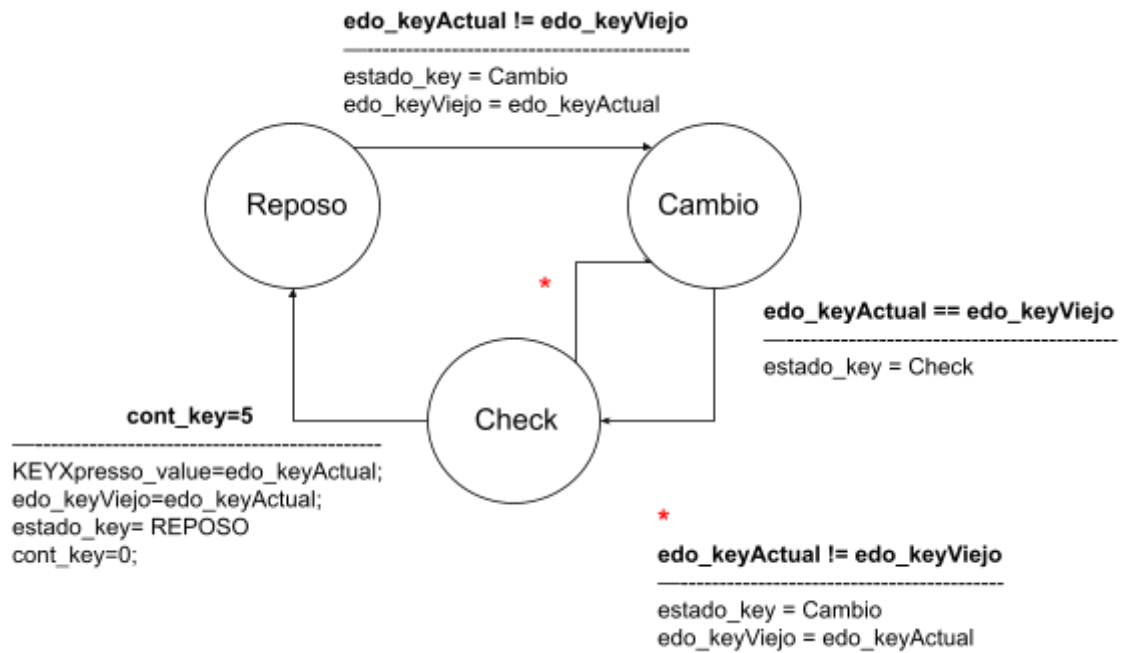 edo_keyActual != edo_keyViejo
—------------------------------------------
estado_key = Cambio
edo_keyViejo = edo_keyActual
Reposo
Cambio
*
edo_keyActual == edo_keyViejo
—------------------------------------------
estado_key = Check
Check
cont_key=5
—------------------------------------------
KEYXpresso_value=edo_keyActual;
edo_keyViejo=edo_keyActual;
estado_key= REPOSO
cont_key=0;
*
edo_keyActual != edo_keyViejo
—------------------------------------------
estado_key = Cambio
edo_keyViejo = edo_keyActual